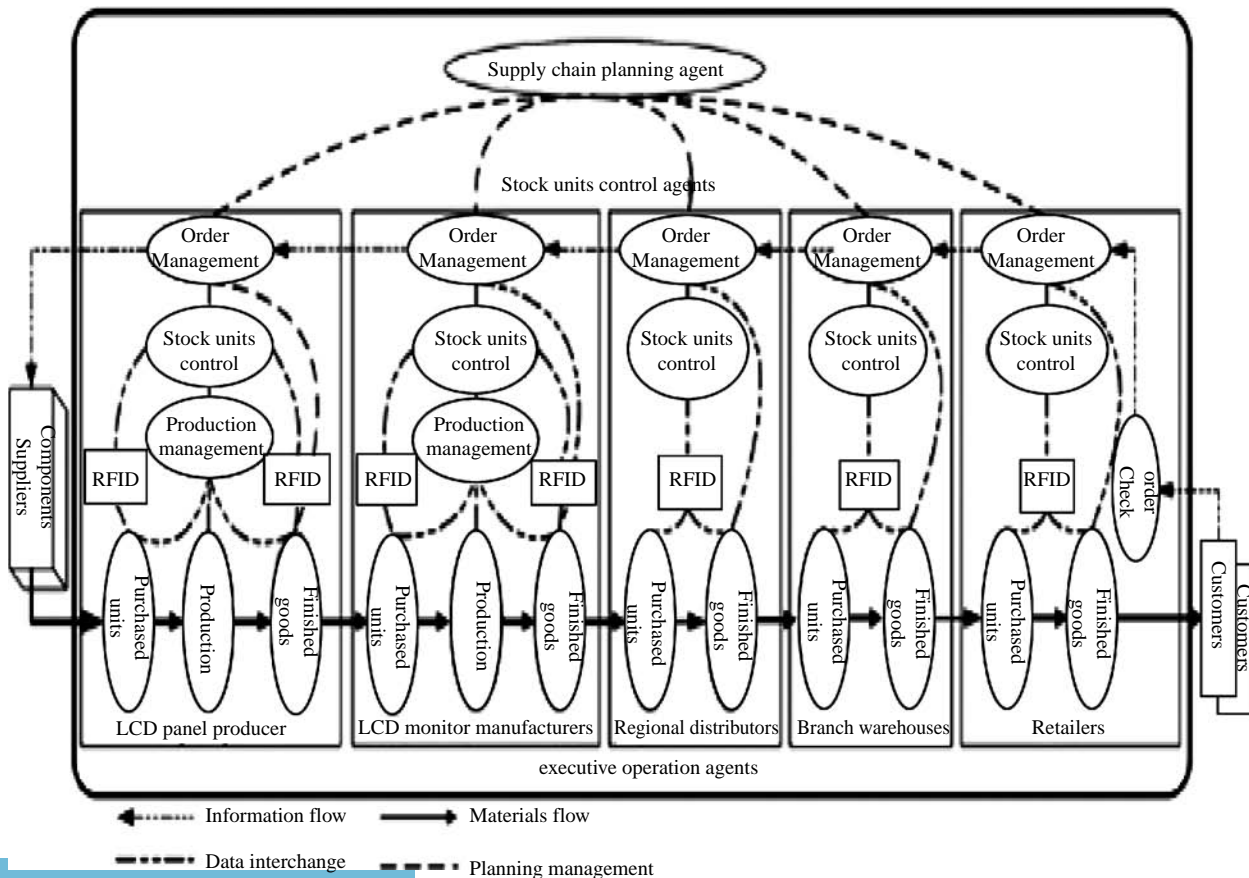 Supply chain planning agent
Stock units control agents
Order
Management
Order
Management
Order
Management
Order
Management
Order
Management
Stock units
control
Stock units
control
Stock units
control
Stock units
control
Stock units
control
Production
management
Production
management
Components
Suppliers
RFID
RFID
RFID
RFID
RFID
RFID
RFID
order
Check
Purchased
units
Production
Finished
goods
Purchased
units
Production
Finished
goods
Purchased
units
Finished
goods
Purchased
units
Finished
goods
Purchased
units
Finished
goods
Customers
Customers
LCD panel producer
LCD monitor manufacturers
Regional distributors
Branch warehouses
Retailers
executive operation agents
Information flow
Materials flow
Data interchange
Planning management